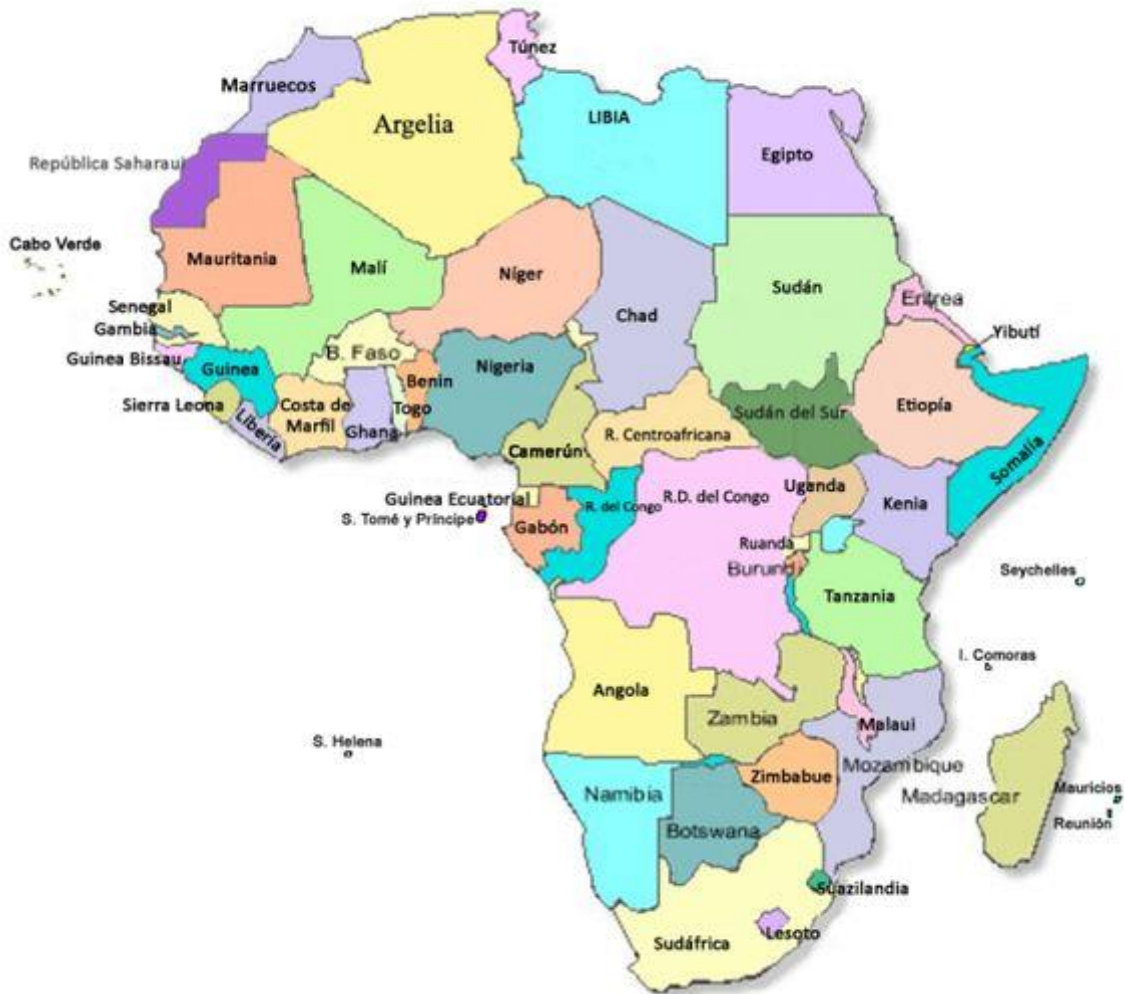 Túnez
Marruecos
Argelia
LIBIA
Egipto
República Saharaui
Cabo Verde
Mauritania
Malí
Níger
Chad
Sudán
Eritrea
Senegal
Gambia
Yibutí
Guinea Bissau
Guinea
B. Faso
Benin
Nigeria
Sierra Leona
Costa de
Marfil
Togo
Ghana
Libería
Sudán del Sur
Etiopía
R. Centroafricana
Camerún
Somalía
Guinea Ecuatorial
R. del Congo
R.D. del Congo
Uganda
Kenia
S. Tomé y Príncipe
Gabón
Ruanda
Burundi
Seychelles
Tanzania
I. Comoras
Angola
Zambia
Malaui
S. Helena
Mozambique
Zimbabue
Namibia
Madagascar
Mauricios
Botswana
Reunión
Suazilandia
Sudáfrica
Lesoto